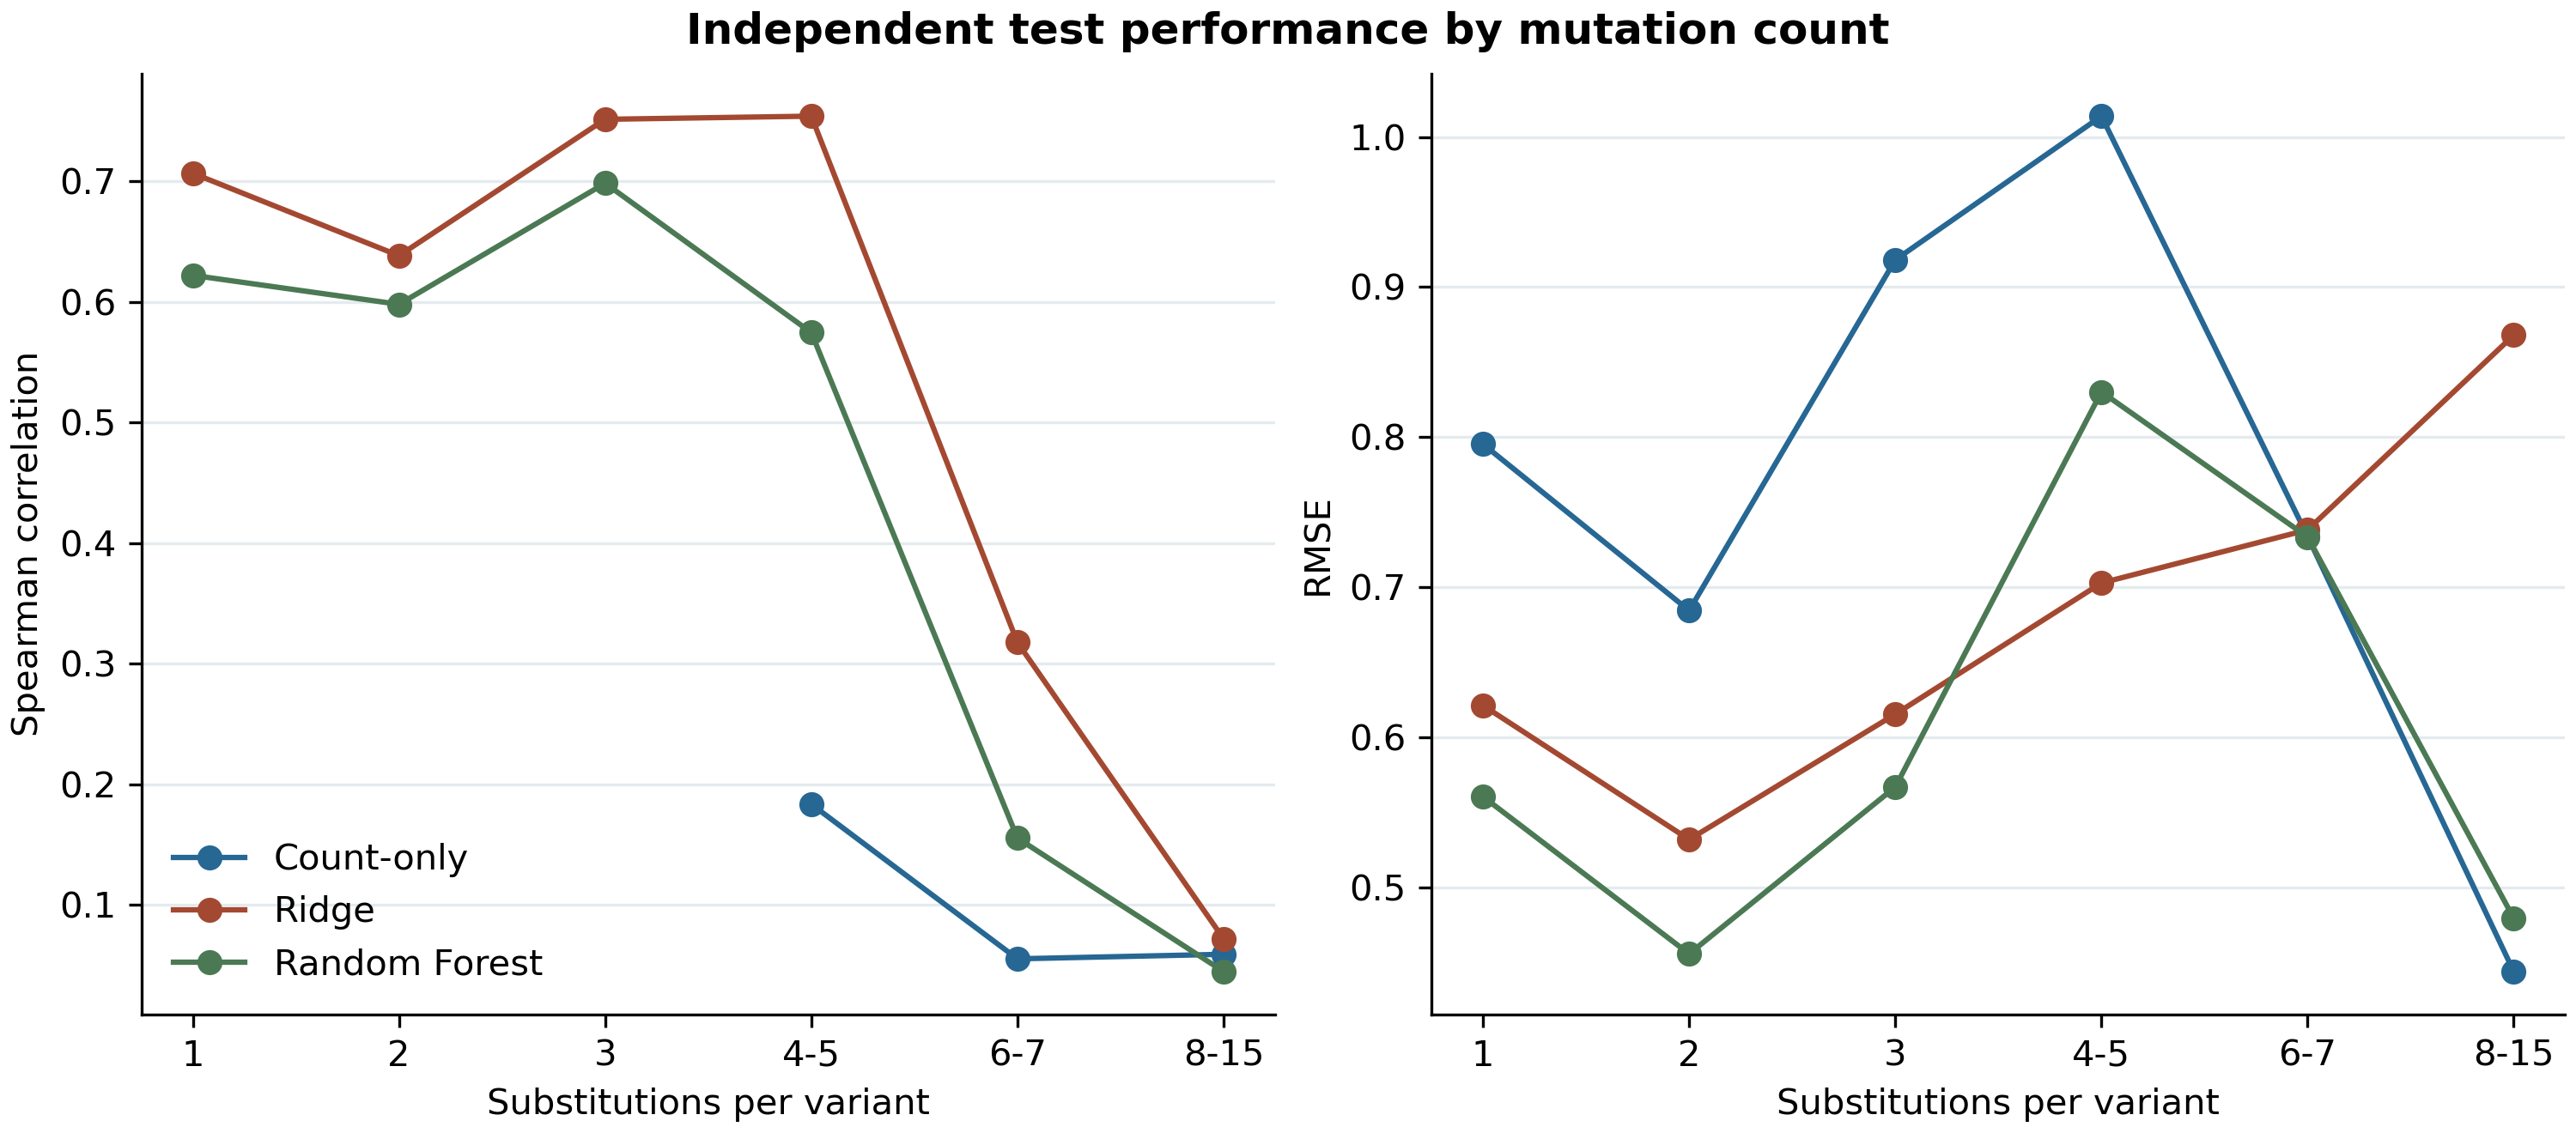 Independent test performance by mutation count
Spearman correlation
0.7
0.6
0.5
0.4
0.3
0.2
0.1
Count-only
Ridge
Random Forest
1 2 3 4-5 6-7 8-15
Substitutions per variant
RMSE
1.0
0.9
0.8
0.7
0.6
0.5
1 2 3 4-5 6-7 8-15
Substitutions per variant